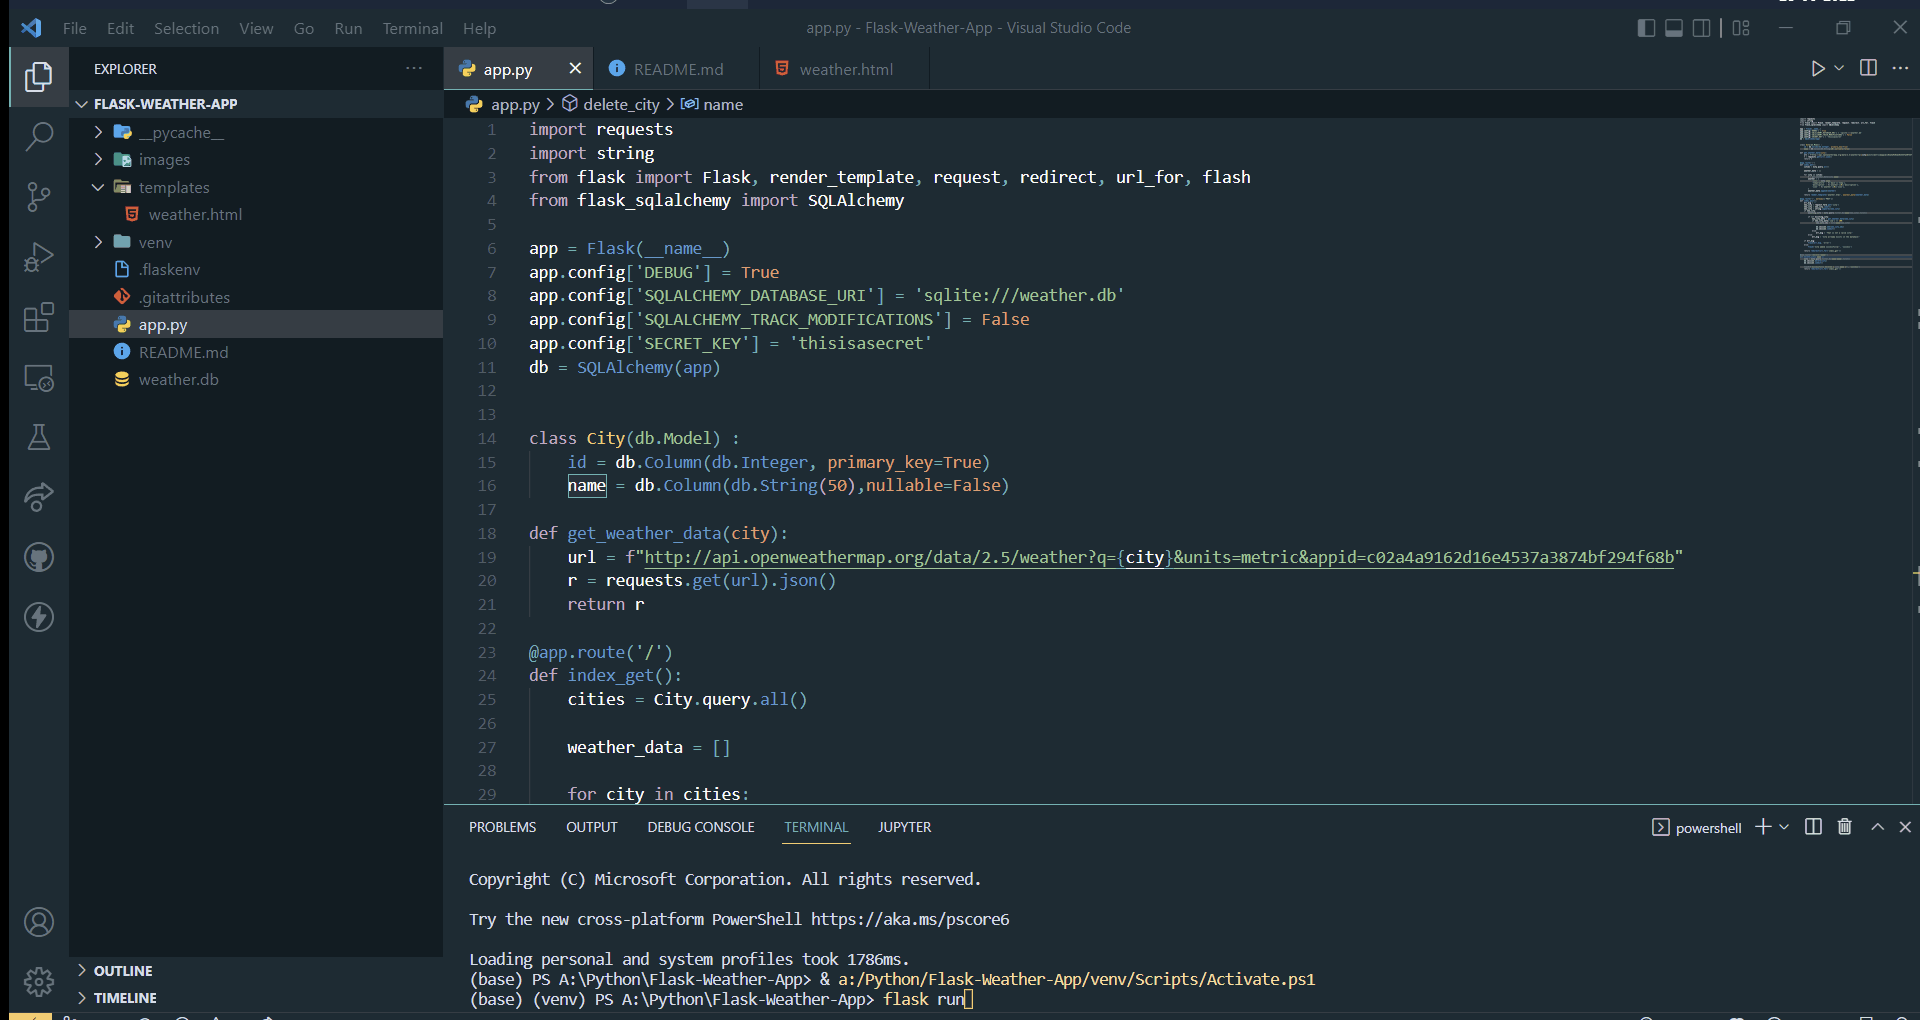 File Edit Selection View Go Run Terminal Help
app.py - Flask-Weather-App - Visual Studio Code
EXPLORER
FLASK-WEATHER-APP
__pycache__
images
templates
weather.html
venv
.flaskenv
.gitattributes
app.py
README.md
weather.db
OUTLINE
TIMELINE
app.py README.md weather.html
app.py > delete_city > name
1 import requests
2 import string
3 from flask import Flask, render_template, request, redirect, url_for, flash
4 from flask_sqlalchemy import SQLAlchemy
5
6 app = Flask(__name__)
7 app.config['DEBUG'] = True
8 app.config['SQLALCHEMY_DATABASE_URI'] = 'sqlite:///weather.db'
9 app.config['SQLALCHEMY_TRACK_MODIFICATIONS'] = False
10 app.config['SECRET_KEY'] = 'thisisasecret'
11 db = SQLAlchemy(app)
12
13
14 class City(db.Model) :
15 id = db.Column(db.Integer, primary_key=True)
16 name = db.Column(db.String(50),nullable=False)
17
18 def get_weather_data(city):
19 url = f"http://api.openweathermap.org/data/2.5/weather?q={city}&units=metric&appid=c02a4a9162d16e4537a3874bf294f68b"
20 r = requests.get(url).json()
21 return r
22
23 @app.route('/')
24 def index_get():
25 cities = City.query.all()
26
27 weather_data = []
28
29 for city in cities:
PROBLEMS OUTPUT DEBUG CONSOLE TERMINAL JUPYTER
powershell
Copyright (C) Microsoft Corporation. All rights reserved.
Try the new cross-platform PowerShell https://aka.ms/pscore6
Loading personal and system profiles took 1786ms.
(base) PS A:\Python\Flask-Weather-App> & a:/Python/Flask-Weather-App/venv/Scripts/Activate.ps1
(base) (venv) PS A:\Python\Flask-Weather-App> flask run